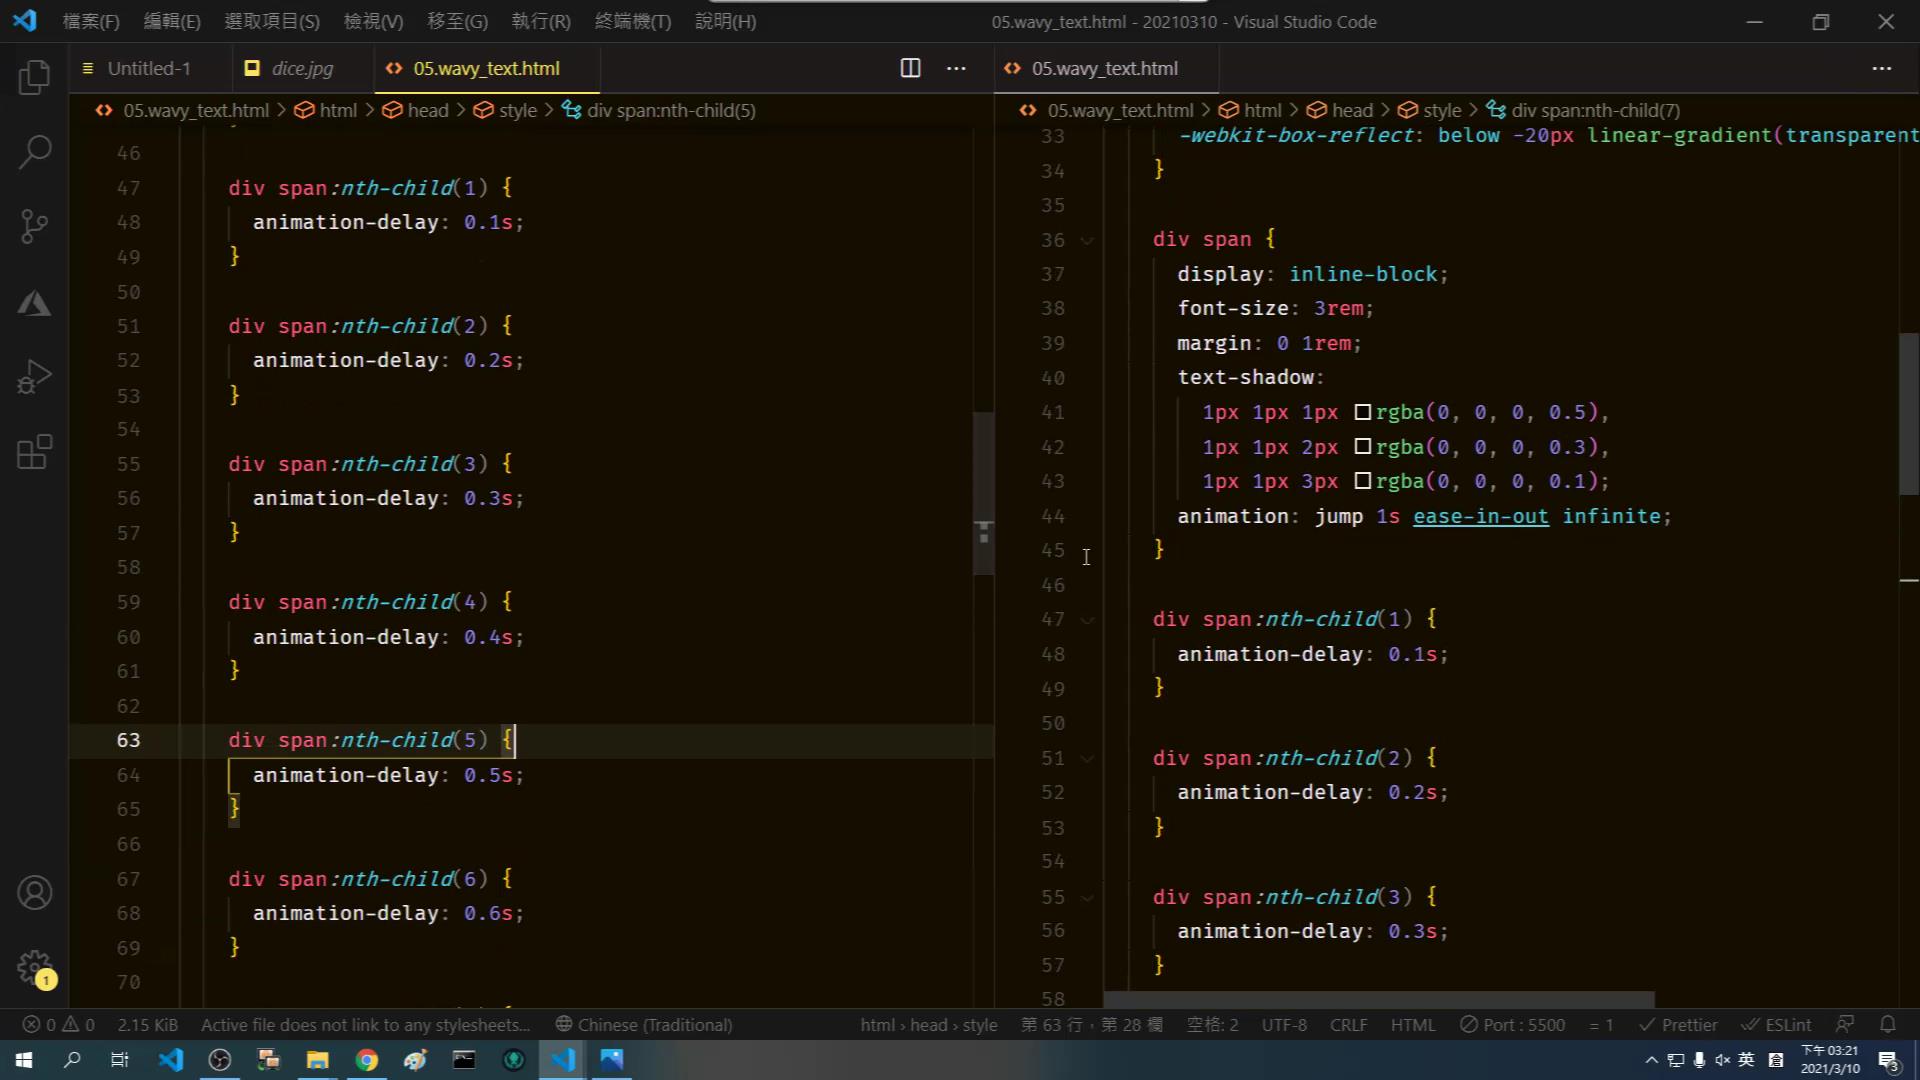 檔案(F) 編輯(E) 選取項目(S) 檢視(V) 移至(G) 執行(R) 終端機(T) 說明(H) 05.wavy_text.html - 20210310 - Visual Studio Code
Untitled-1 dice.jpg 05.wavy_text.html
05.wavy_text.html > html > head > style > div span:nth-child(5)
46
47 div span:nth-child(1) {
48 animation-delay: 0.1s;
49 }
50
51 div span:nth-child(2) {
52 animation-delay: 0.2s;
53 }
54
55 div span:nth-child(3) {
56 animation-delay: 0.3s;
57 }
58
59 div span:nth-child(4) {
60 animation-delay: 0.4s;
61 }
62
63 div span:nth-child(5) {
64 animation-delay: 0.5s;
65 }
66
67 div span:nth-child(6) {
68 animation-delay: 0.6s;
69 }
70
05.wavy_text.html
05.wavy_text.html > html > head > style > div span:nth-child(7)
33 -webkit-box-reflect: below -20px linear-gradient(transparent
34 }
35
36 div span {
37 display: inline-block;
38 font-size: 3rem;
39 margin: 0 1rem;
40 text-shadow:
41 1px 1px 1px rgba(0, 0, 0, 0.5),
42 1px 1px 2px rgba(0, 0, 0, 0.3),
43 1px 1px 3px rgba(0, 0, 0, 0.1);
44 animation: jump 1s ease-in-out infinite;
45 }
46
47 div span:nth-child(1) {
48 animation-delay: 0.1s;
49 }
50
51 div span:nth-child(2) {
52 animation-delay: 0.2s;
53 }
54
55 div span:nth-child(3) {
56 animation-delay: 0.3s;
57 }
58
1
0 0 2.15 KiB Active file does not link to any stylesheets... Chinese (Traditional) html › head › style 第 63 行，第 28 欄 空格: 2 UTF-8 CRLF HTML Port : 5500 = 1 Prettier ESLint
英 下午 03:21
2021/3/10 3